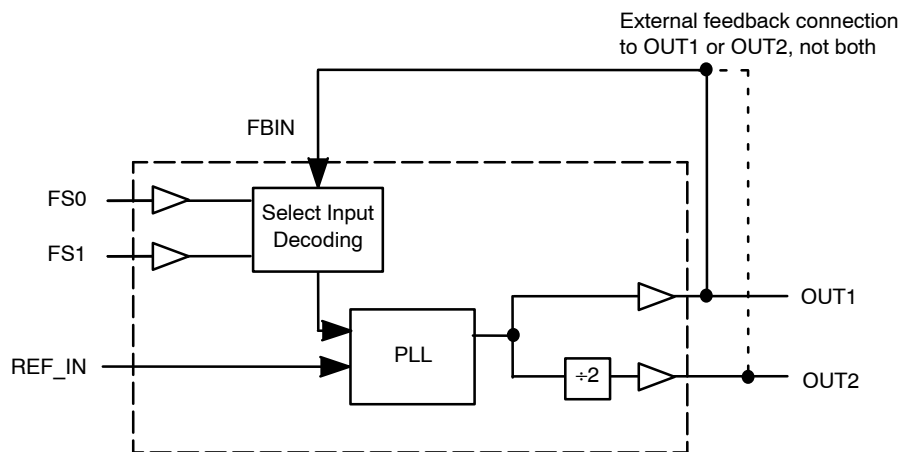 External feedback connection
to OUT1 or OUT2, not both
FBIN
FS0
Select Input
Decoding
FS1
OUT1
PLL
REF_IN
÷2
OUT2